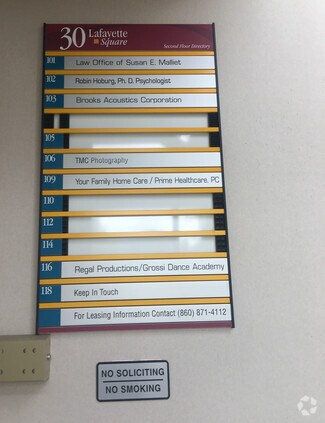 30 Lafayette
Square
Second Floor Directory
101 Law Office of Susan E. Malliet
102 Robin Hoburg, Ph. D. Psychologist
103 Brooks Acoustics Corporation
105
106 TMC Photography
109 Your Family Home Care / Prime Healthcare, PC
110
112
114
116 Regal Productions/Grossi Dance Academy
118 Keep In Touch
For Leasing Information Contact (860) 871-4112
NO SOLICITING
NO SMOKING